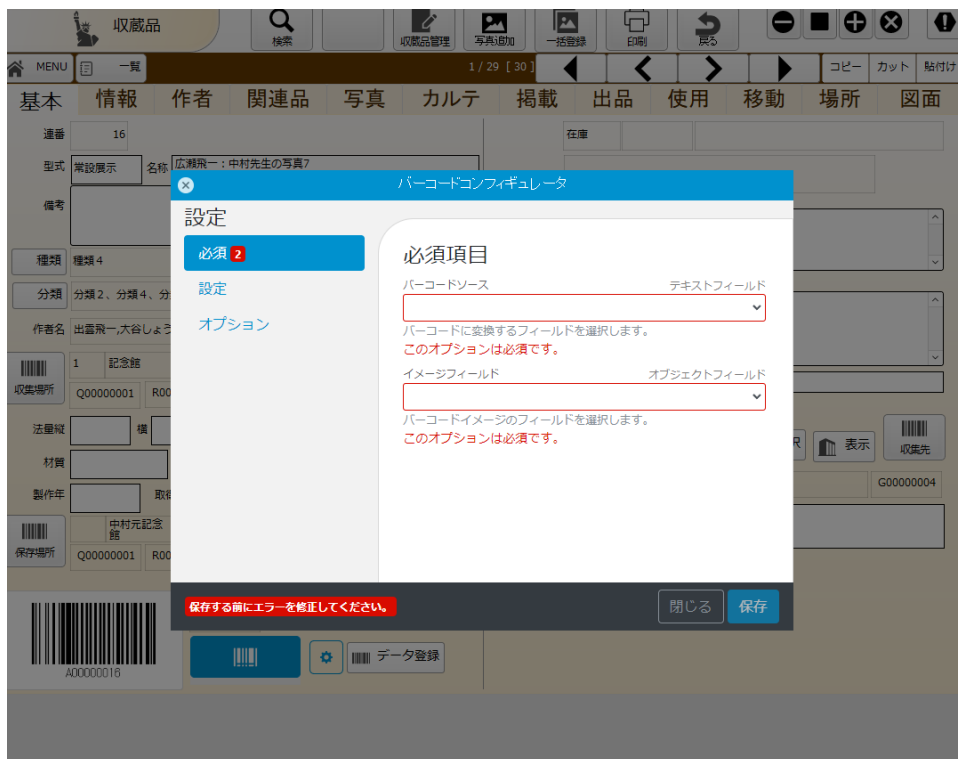 収蔵品
検索
収蔵品管理
写真追加
一括登録
印刷
戻る
MENU
一覧
1 / 29 [ 30 ]
コピー
カット
貼付け
基本 情報 作者 関連品 写真 カルテ 掲載 出品 使用 移動 場所 図面
連番 16
在庫
型式 常設展示 名称 広瀬飛一：中村先生の写真7
備考
種類 種類４
分類 分類２、分類４、分
作者名 出雲飛一,大谷しょう
1 記念館
収集場所 Q00000001 R00
法量縦 横
材質
製作年 取得
中村元記念館
保存場所 Q00000001 R00
A00000016
データ登録
R
表示
収集先
G00000004
バーコードコンフィギュレータ
設定
必須 2
設定
オプション
必須項目
バーコードソース テキストフィールド
バーコードに変換するフィールドを選択します。
このオプションは必須です。
イメージフィールド オブジェクトフィールド
バーコードイメージのフィールドを選択します。
このオプションは必須です。
保存する前にエラーを修正してください。
閉じる
保存